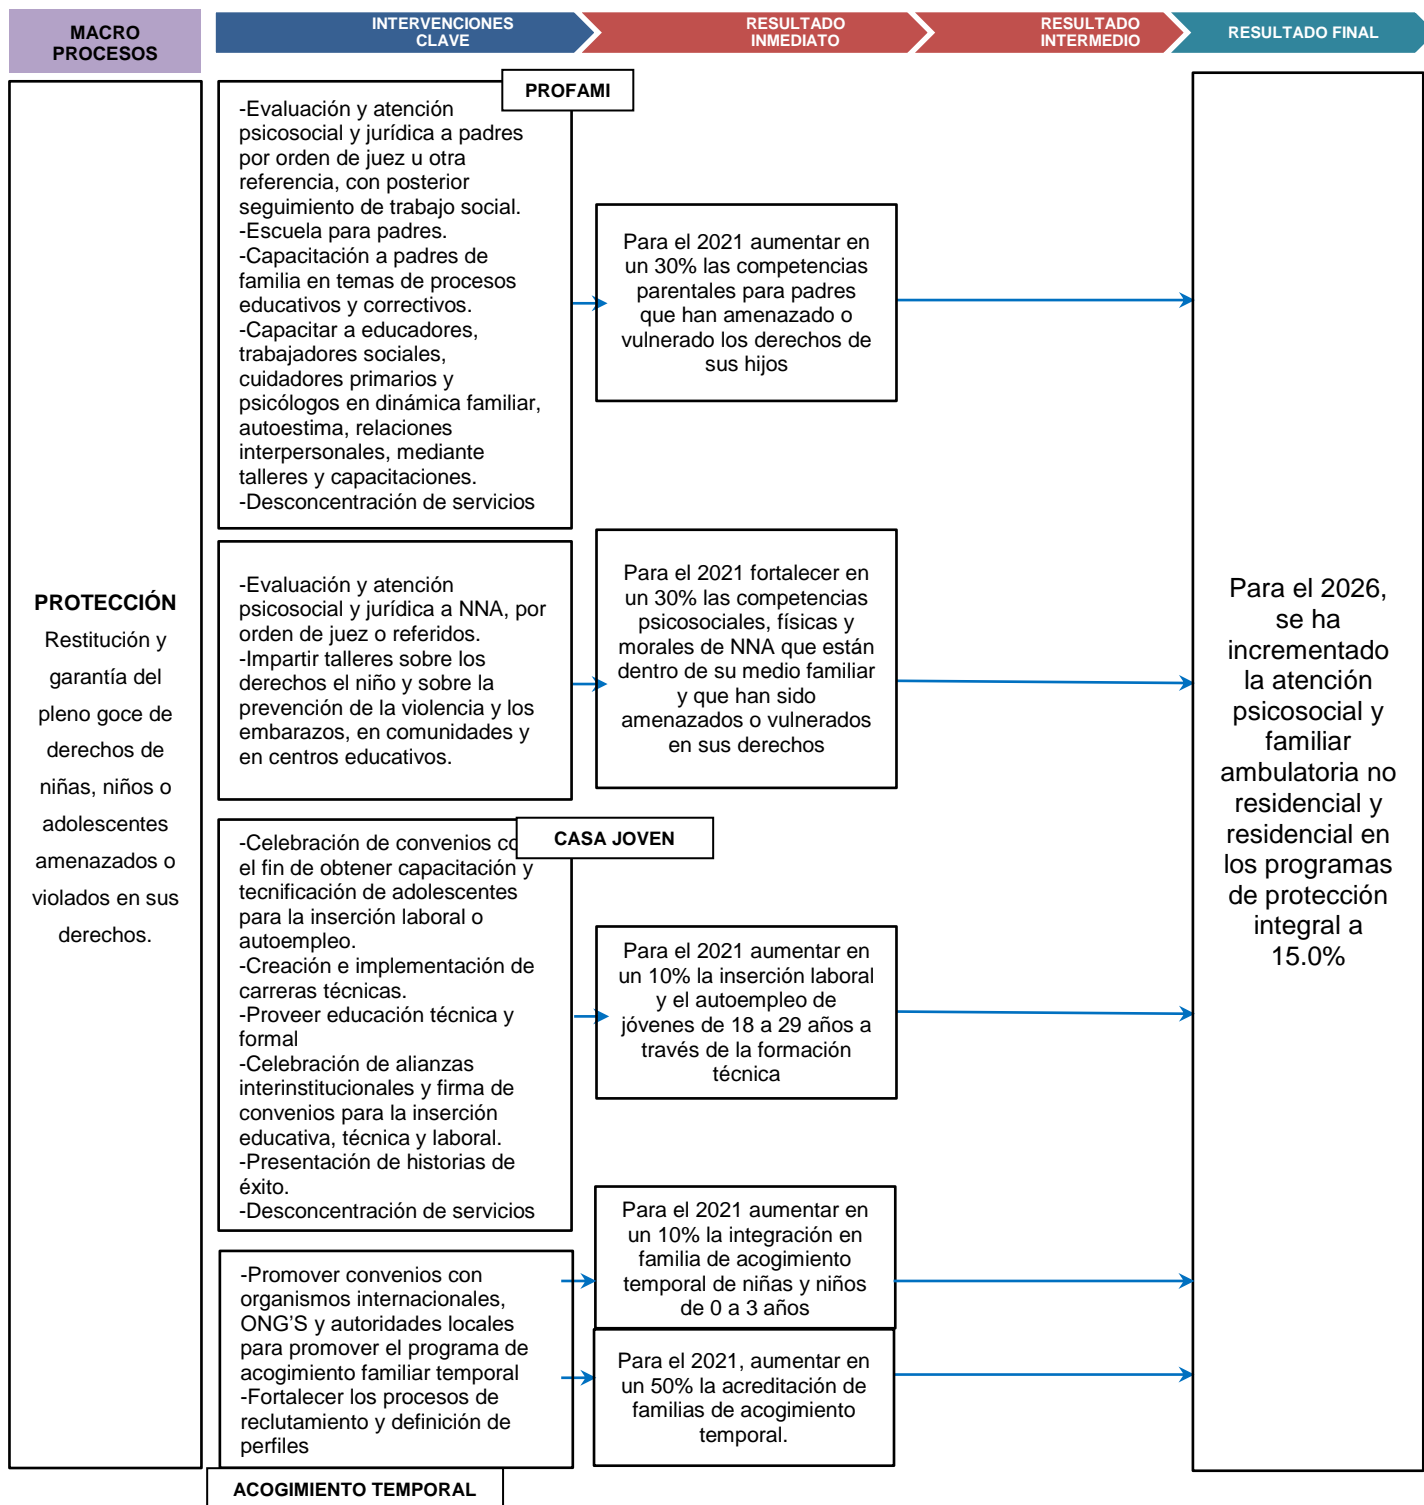 MACRO
PROCESOS
INTERVENCIONES
CLAVE
RESULTADO
INMEDIATO
RESULTADO
INTERMEDIO
RESULTADO FINAL
PROTECCIÓN
Restitución y
garantía del
pleno goce de
derechos de
niñas, niños o
adolescentes
amenazados o
violados en sus
derechos.
PROFAMI
-Evaluación y atención
psicosocial y jurídica a padres
por orden de juez u otra
referencia, con posterior
seguimiento de trabajo social.
-Escuela para padres.
-Capacitación a padres de
familia en temas de procesos
educativos y correctivos.
-Capacitar a educadores,
trabajadores sociales,
cuidadores primarios y
psicólogos en dinámica familiar,
autoestima, relaciones
interpersonales, mediante
talleres y capacitaciones.
-Desconcentración de servicios
Para el 2021 aumentar en
un 30% las competencias
parentales para padres
que han amenazado o
vulnerado los derechos de
sus hijos
-Evaluación y atención
psicosocial y jurídica a NNA, por
orden de juez o referidos.
-Impartir talleres sobre los
derechos el niño y sobre la
prevención de la violencia y los
embarazos, en comunidades y
en centros educativos.
Para el 2021 fortalecer en
un 30% las competencias
psicosociales, físicas y
morales de NNA que están
dentro de su medio familiar
y que han sido
amenazados o vulnerados
en sus derechos
CASA JOVEN
-Celebración de convenios co
el fin de obtener capacitación y
tecnificación de adolescentes
para la inserción laboral o
autoempleo.
-Creación e implementación de
carreras técnicas.
-Proveer educación técnica y
formal
-Celebración de alianzas
interinstitucionales y firma de
convenios para la inserción
educativa, técnica y laboral.
-Presentación de historias de
éxito.
-Desconcentración de servicios
Para el 2021 aumentar en
un 10% la inserción laboral
y el autoempleo de
jóvenes de 18 a 29 años a
través de la formación
técnica
-Promover convenios con
organismos internacionales,
ONG'S y autoridades locales
para promover el programa de
acogimiento familiar temporal
-Fortalecer los procesos de
reclutamiento y definición de
perfiles
ACOGIMIENTO TEMPORAL
Para el 2021 aumentar en
un 10% la integración en
familia de acogimiento
temporal de niñas y niños
de 0 a 3 años
Para el 2021, aumentar en
un 50% la acreditación de
familias de acogimiento
temporal.
Para el 2026,
se ha
incrementado
la atención
psicosocial y
familiar
ambulatoria no
residencial y
residencial en
los programas
de protección
integral a
15.0%